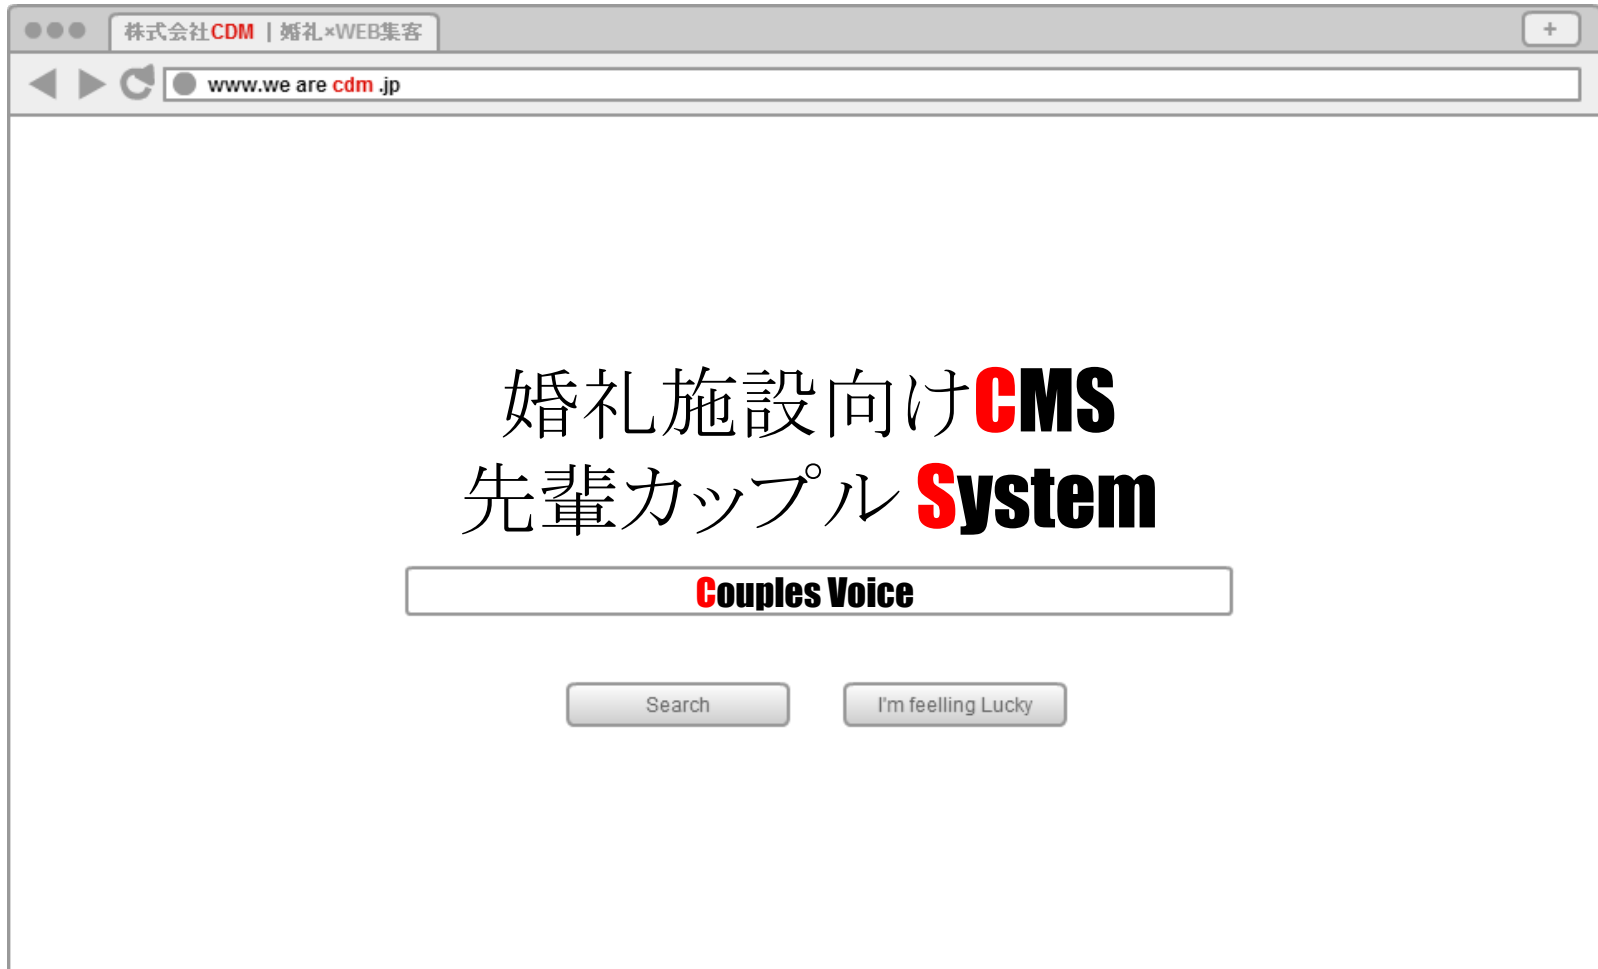 株式会社CDM | 婚礼×WEB集客
+
www.we are cdm .jp
婚礼施設向けCMS
先輩カップル System
Couples Voice
Search
I'm feelling Lucky